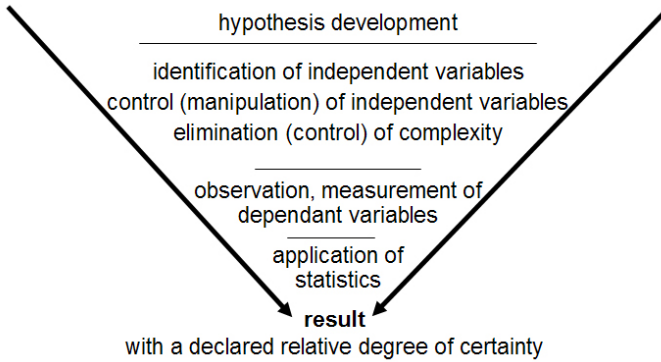 hypothesis development
identification of independent variables
control (manipulation) of independent variables
elimination (control) of complexity
observation, measurement of
dependant variables
application of
statistics
result
with a declared relative degree of certainty